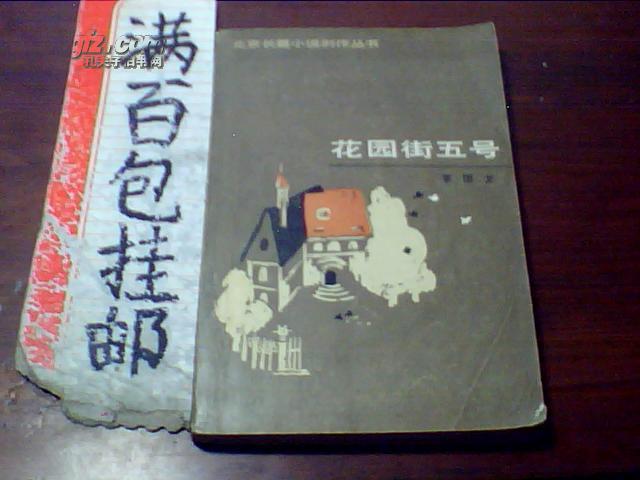 满百包挂邮
北京长篇小说创作丛书
花园街五号
李国文